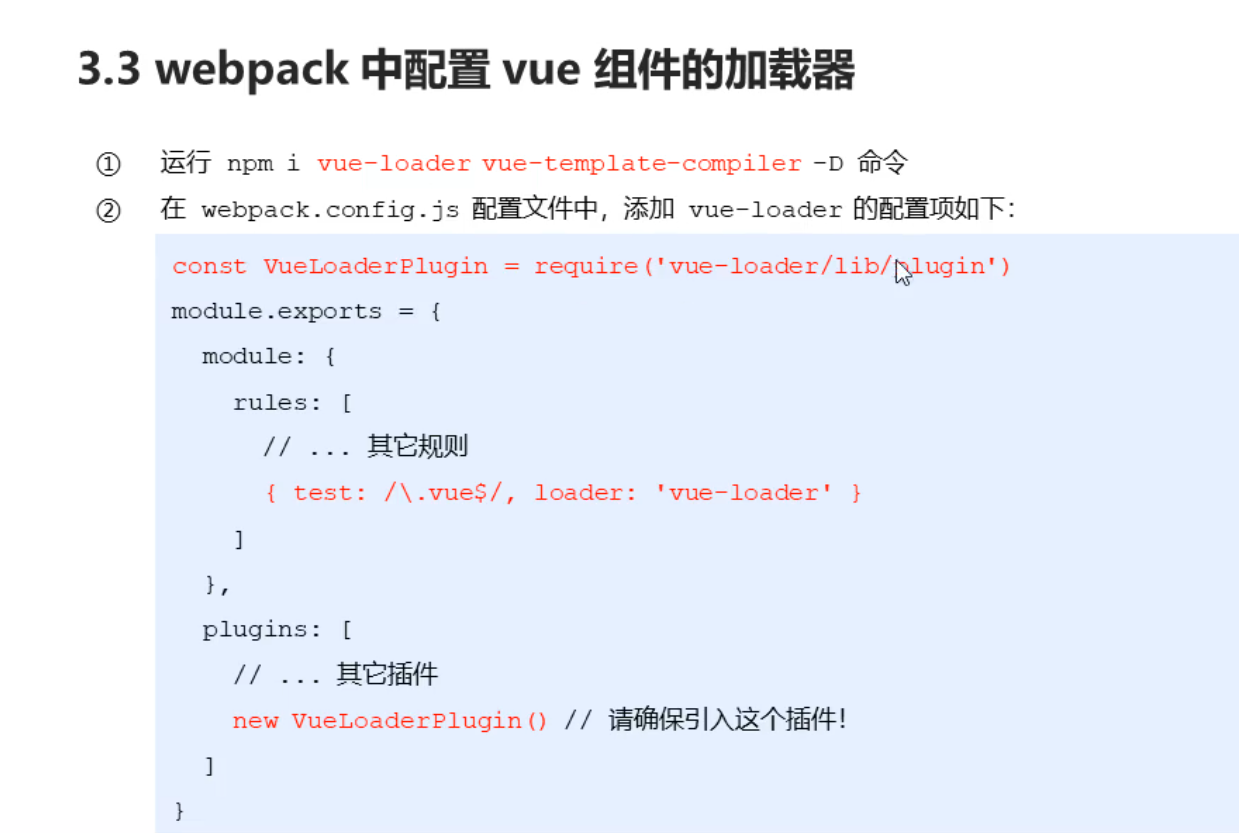 3.3 webpack 中配置 vue 组件的加载器
① 运行 npm i vue-loader vue-template-compiler -D 命令
② 在 webpack.config.js 配置文件中，添加 vue-loader 的配置项如下：
const VueLoaderPlugin = require('vue-loader/lib/plugin')
module.exports = {
  module: {
    rules: [
      // ... 其它规则
      { test: /\.vue$/, loader: 'vue-loader' }
    ]
  },
  plugins: [
    // ... 其它插件
    new VueLoaderPlugin() // 请确保引入这个插件！
  ]
}